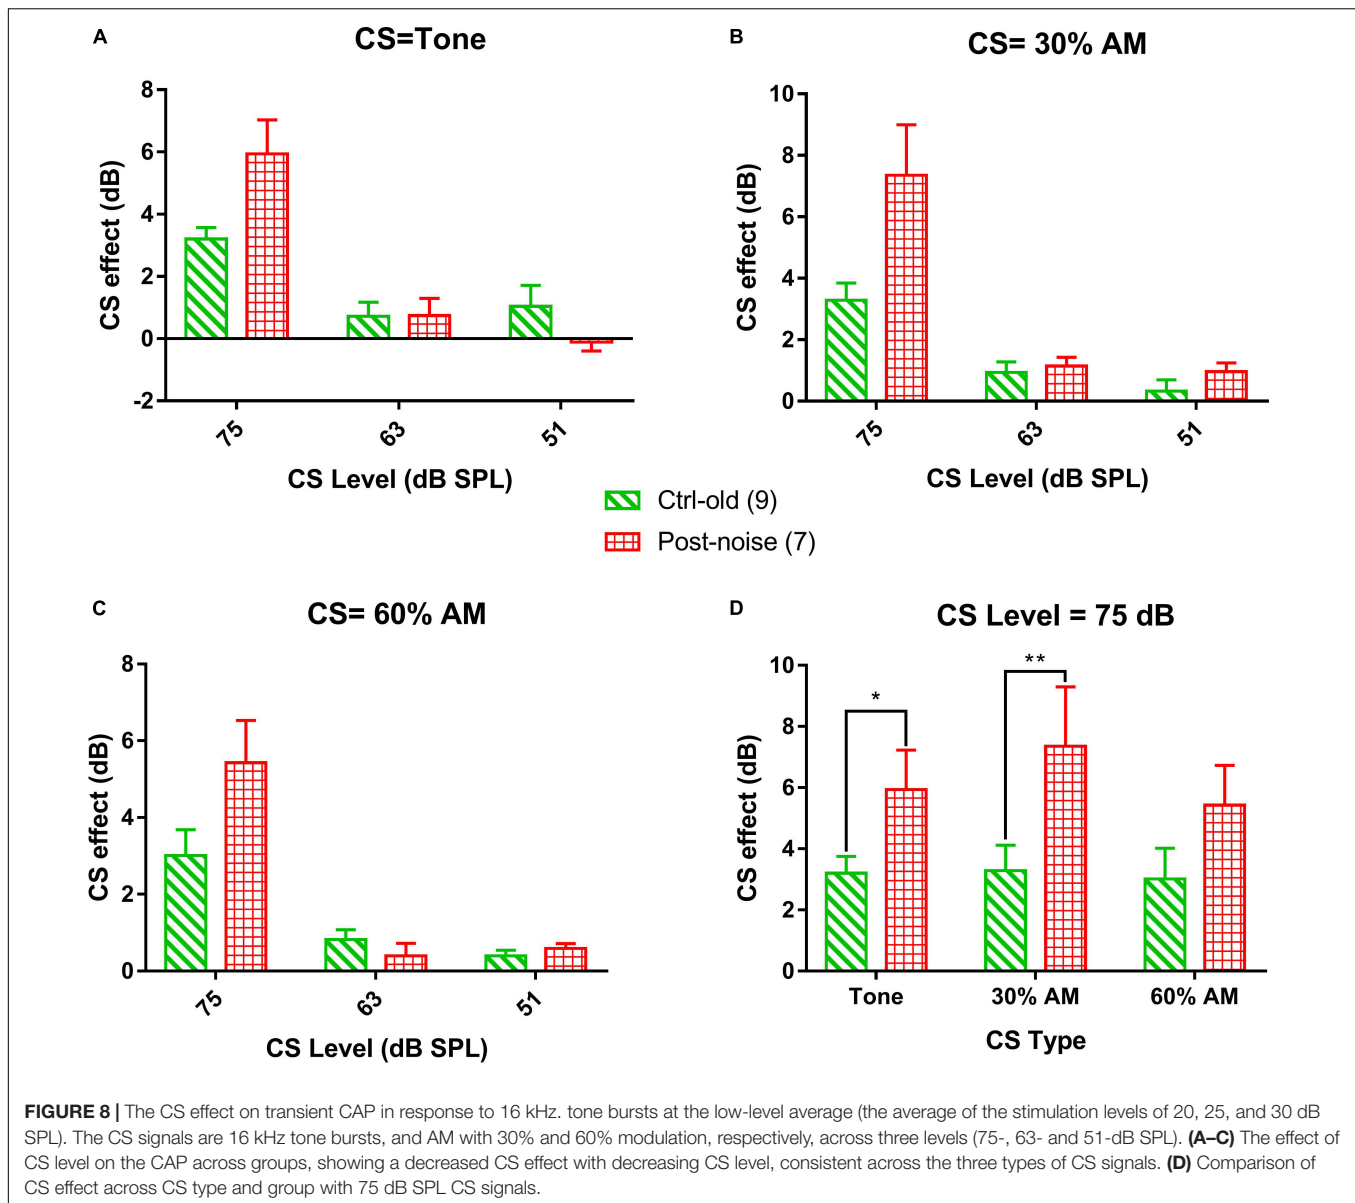 A
CS=Tone
8
6
4
2
0
-2
CS effect (dB)
75
63
51
CS Level (dB SPL)
B
CS= 30% AM
10
8
6
4
2
0
CS effect (dB)
75
63
51
CS Level (dB SPL)
Ctrl-old (9)
Post-noise (7)
C
CS= 60% AM
8
6
4
2
0
CS effect (dB)
75
63
51
CS Level (dB SPL)
D
CS Level = 75 dB
10
8
6
4
2
0
CS effect (dB)
*
**
Tone
30% AM
60% AM
CS Type
FIGURE 8 | The CS effect on transient CAP in response to 16 kHz. tone bursts at the low-level average (the average of the stimulation levels of 20, 25, and 30 dB
SPL). The CS signals are 16 kHz tone bursts, and AM with 30% and 60% modulation, respectively, across three levels (75-, 63- and 51-dB SPL). (A–C) The effect of
CS level on the CAP across groups, showing a decreased CS effect with decreasing CS level, consistent across the three types of CS signals. (D) Comparison of
CS effect across CS type and group with 75 dB SPL CS signals.